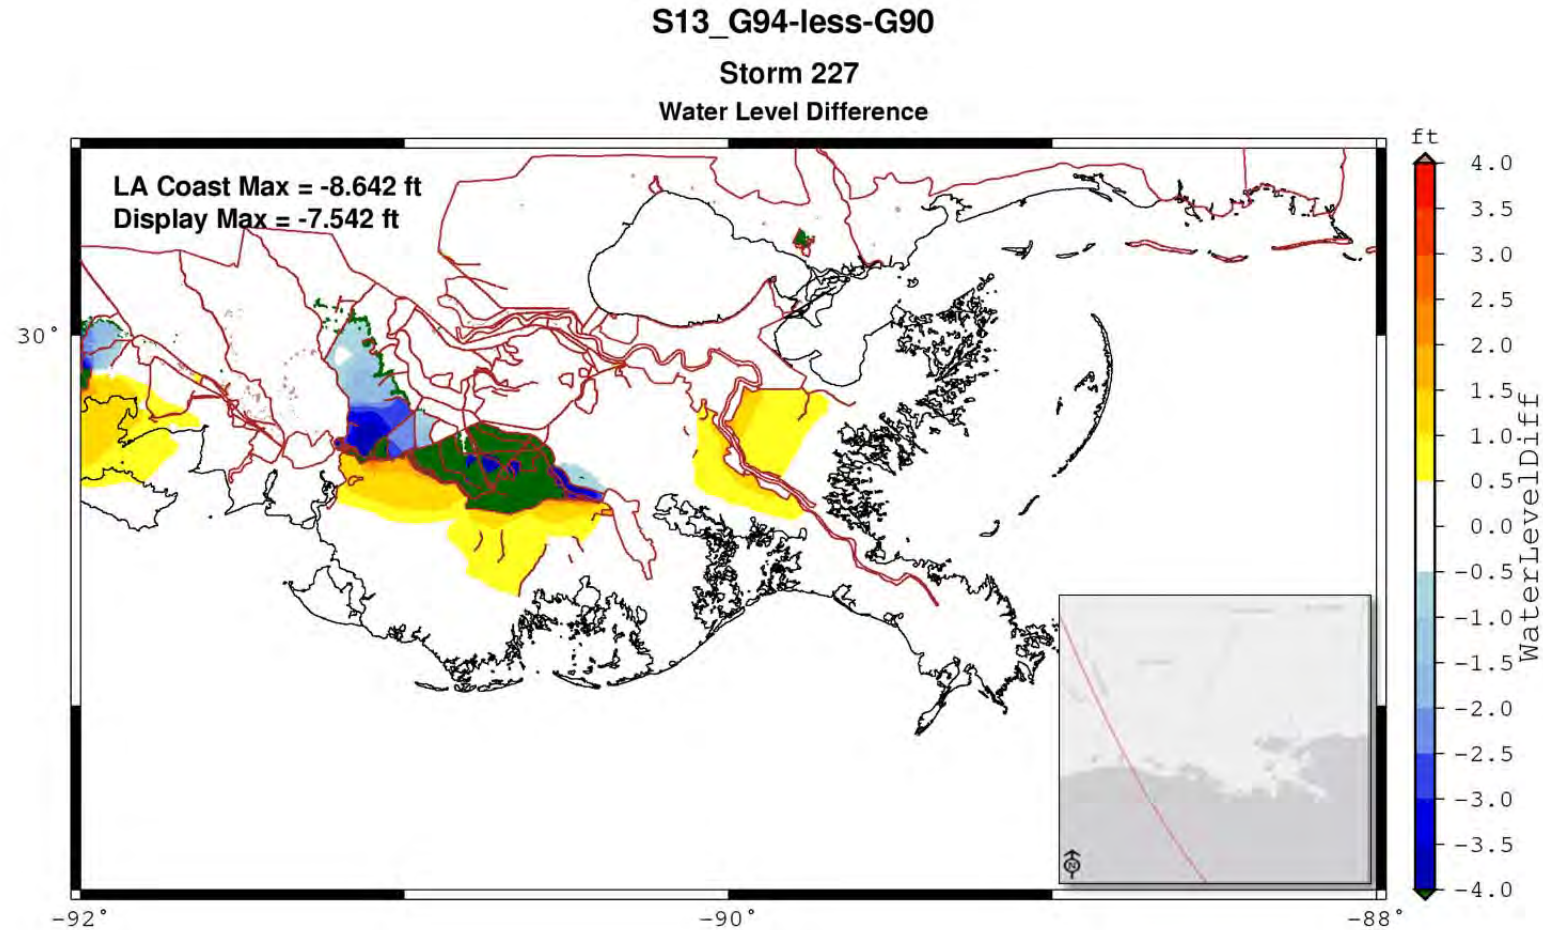 S13_G94-less-G90
Storm 227
Water Level Difference
LA Coast Max = -8.642 ft
Display Max = -7.542 ft
30°
-92°
-90°
-88°
ft
4.0
3.5
3.0
2.5
2.0
1.5
1.0
0.5
0.0
-0.5
-1.0
-1.5
-2.0
-2.5
-3.0
-3.5
-4.0
WaterLevelDiff
N